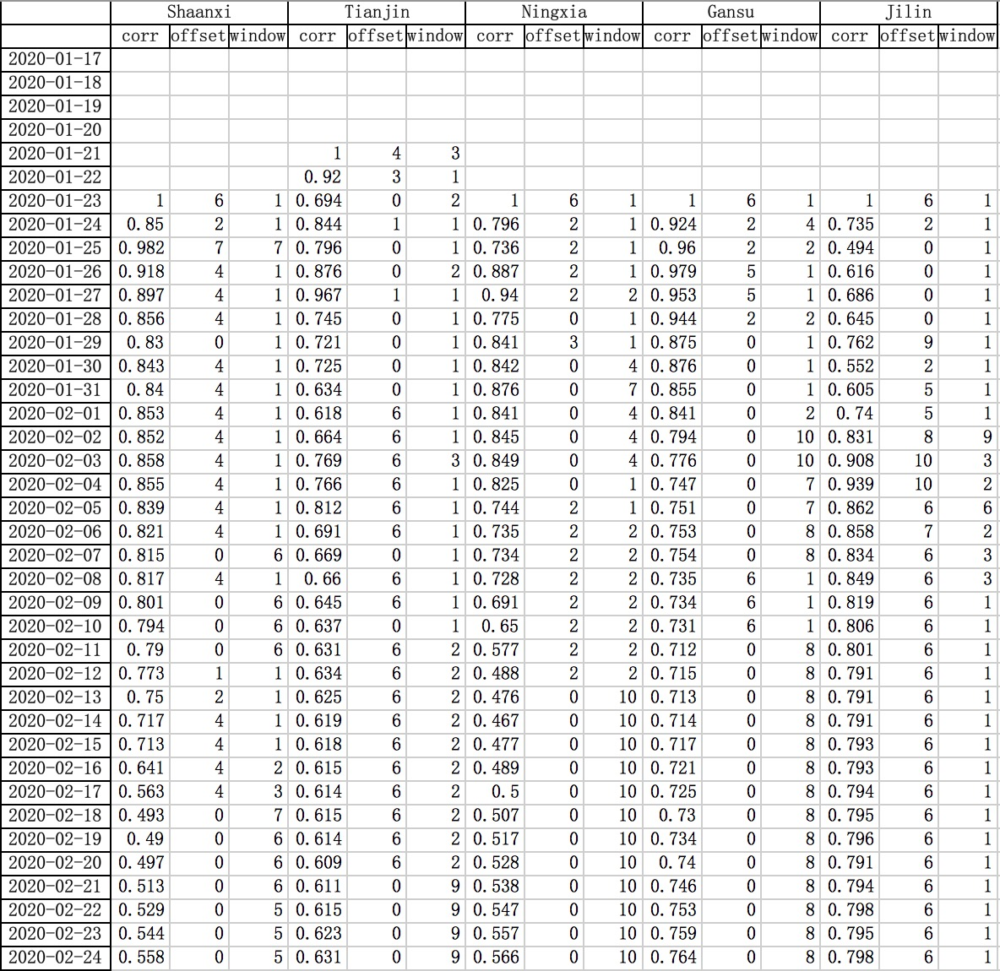 Shaanxi Tianjin Ningxia Gansu Jilin
corr offset window corr offset window corr offset window corr offset window corr offset window
2020-01-17
2020-01-18
2020-01-19
2020-01-20
2020-01-21 1 4 3
2020-01-22 0.92 3 1
2020-01-23 1 6 1 0.694 0 2 1 6 1 1 6 1 1 6 1
2020-01-24 0.85 2 1 0.844 1 1 0.796 2 1 0.924 2 4 0.735 2 1
2020-01-25 0.982 7 7 0.796 0 1 0.736 2 1 0.96 2 2 0.494 0 1
2020-01-26 0.918 4 1 0.876 0 2 0.887 2 1 0.979 5 1 0.616 0 1
2020-01-27 0.897 4 1 0.967 1 1 0.94 2 2 0.953 5 1 0.686 0 1
2020-01-28 0.856 4 1 0.745 0 1 0.775 0 1 0.944 2 2 0.645 0 1
2020-01-29 0.83 0 1 0.721 0 1 0.841 3 1 0.875 0 1 0.762 9 1
2020-01-30 0.843 4 1 0.725 0 1 0.842 0 4 0.876 0 1 0.552 2 1
2020-01-31 0.84 4 1 0.634 0 1 0.876 0 7 0.855 0 1 0.605 5 1
2020-02-01 0.853 4 1 0.618 6 1 0.841 0 4 0.841 0 2 0.74 5 1
2020-02-02 0.852 4 1 0.664 6 1 0.845 0 4 0.794 0 10 0.831 8 9
2020-02-03 0.858 4 1 0.769 6 3 0.849 0 4 0.776 0 10 0.908 10 3
2020-02-04 0.855 4 1 0.766 6 1 0.825 0 1 0.747 0 7 0.939 10 2
2020-02-05 0.839 4 1 0.812 6 1 0.744 2 1 0.751 0 7 0.862 6 6
2020-02-06 0.821 4 1 0.691 6 1 0.735 2 2 0.753 0 8 0.858 7 2
2020-02-07 0.815 0 6 0.669 0 1 0.734 2 2 0.754 0 8 0.834 6 3
2020-02-08 0.817 4 1 0.66 6 1 0.728 2 2 0.735 6 1 0.849 6 3
2020-02-09 0.801 0 6 0.645 6 1 0.691 2 2 0.734 6 1 0.819 6 1
2020-02-10 0.794 0 6 0.637 0 1 0.65 2 2 0.731 6 1 0.806 6 1
2020-02-11 0.79 0 6 0.631 6 2 0.577 2 2 0.712 0 8 0.801 6 1
2020-02-12 0.773 1 1 0.634 6 2 0.488 2 2 0.715 0 8 0.791 6 1
2020-02-13 0.75 2 1 0.625 6 2 0.476 0 10 0.713 0 8 0.791 6 1
2020-02-14 0.717 4 1 0.619 6 2 0.467 0 10 0.714 0 8 0.791 6 1
2020-02-15 0.713 4 1 0.618 6 2 0.477 0 10 0.717 0 8 0.793 6 1
2020-02-16 0.641 4 2 0.615 6 2 0.489 0 10 0.721 0 8 0.793 6 1
2020-02-17 0.563 4 3 0.614 6 2 0.5 0 10 0.725 0 8 0.794 6 1
2020-02-18 0.493 0 7 0.615 6 2 0.507 0 10 0.73 0 8 0.795 6 1
2020-02-19 0.49 0 6 0.614 6 2 0.517 0 10 0.734 0 8 0.796 6 1
2020-02-20 0.497 0 6 0.609 6 2 0.528 0 10 0.74 0 8 0.791 6 1
2020-02-21 0.513 0 6 0.611 0 9 0.538 0 10 0.746 0 8 0.794 6 1
2020-02-22 0.529 0 5 0.615 0 9 0.547 0 10 0.753 0 8 0.798 6 1
2020-02-23 0.544 0 5 0.623 0 9 0.557 0 10 0.759 0 8 0.795 6 1
2020-02-24 0.558 0 5 0.631 0 9 0.566 0 10 0.764 0 8 0.798 6 1